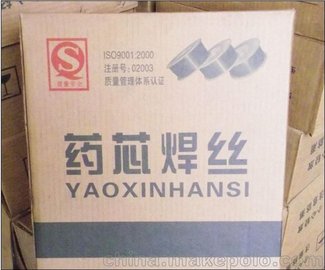 ISO9001:2000
注册号:02003
质量管理体系认证
药芯焊丝
YAOXINHANSI
china.makepolo.com